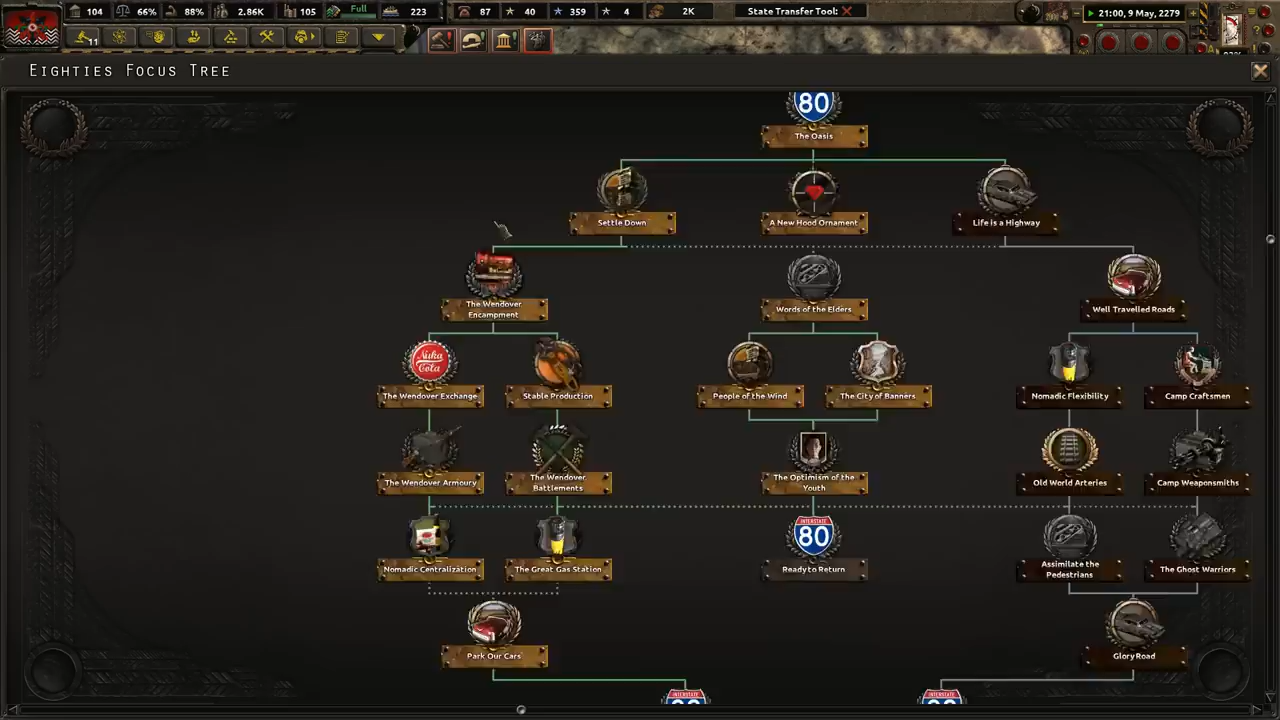 104 66% 88% 2.86K 105 Full 223 87 40 359 4 2K State Transfer Tool: 21:00, 9 May, 2279
11
Eighties Focus Tree
80
The Oasis
Settle Down A New Hood Ornament Life is a Highway
The Wendover
Encampment
Words of the Elders Well Travelled Roads
Nuka
Cola
The Wendover Exchange Stable Production People of the Wind The City of Banners Nomadic Flexibility Camp Craftsmen
The Wendover Armoury
The Wendover
Battlements
The Optimism of the
Youth
Old World Arteries Camp Weaponsmiths
INTERSTATE
80
Nomadic Centralization The Great Gas Station Ready to Return
Assimilate the
Pedestrians
The Ghost Warriors
Park Our Cars Glory Road
INTERSTATE INTERSTATE